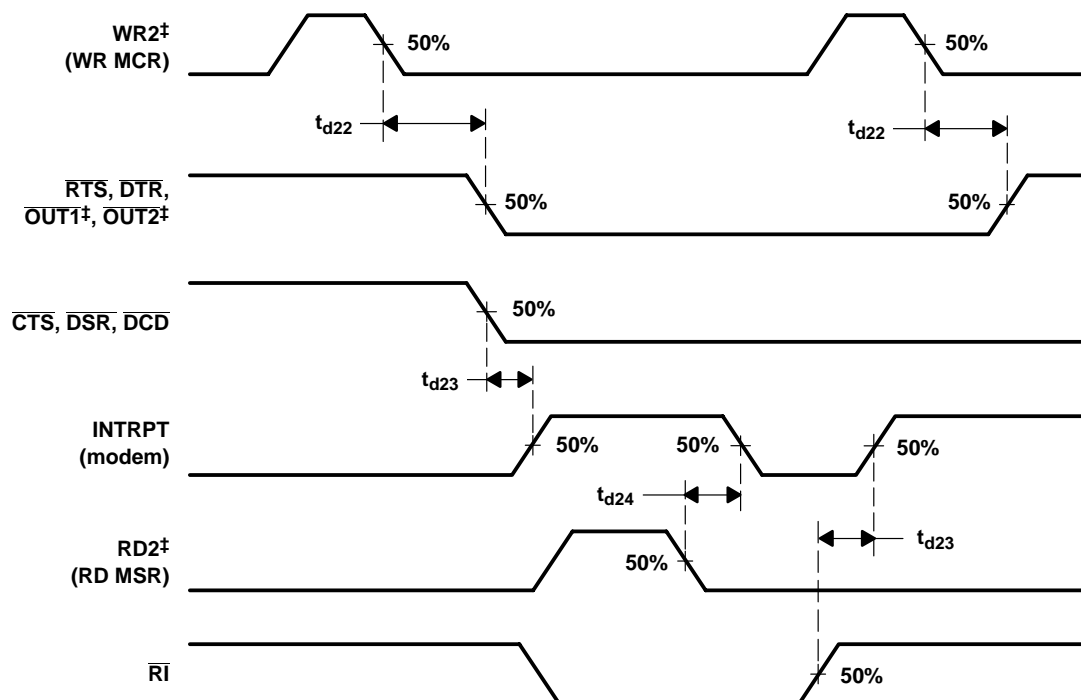 WR2‡
(WR MCR)
50%
50%
td22
td22
RTS, DTR,
OUT1‡, OUT2‡
50%
50%
CTS, DSR, DCD
50%
td23
INTRPT
(modem)
50%
50%
50%
td24
td23
RD2‡
(RD MSR)
50%
RI
50%